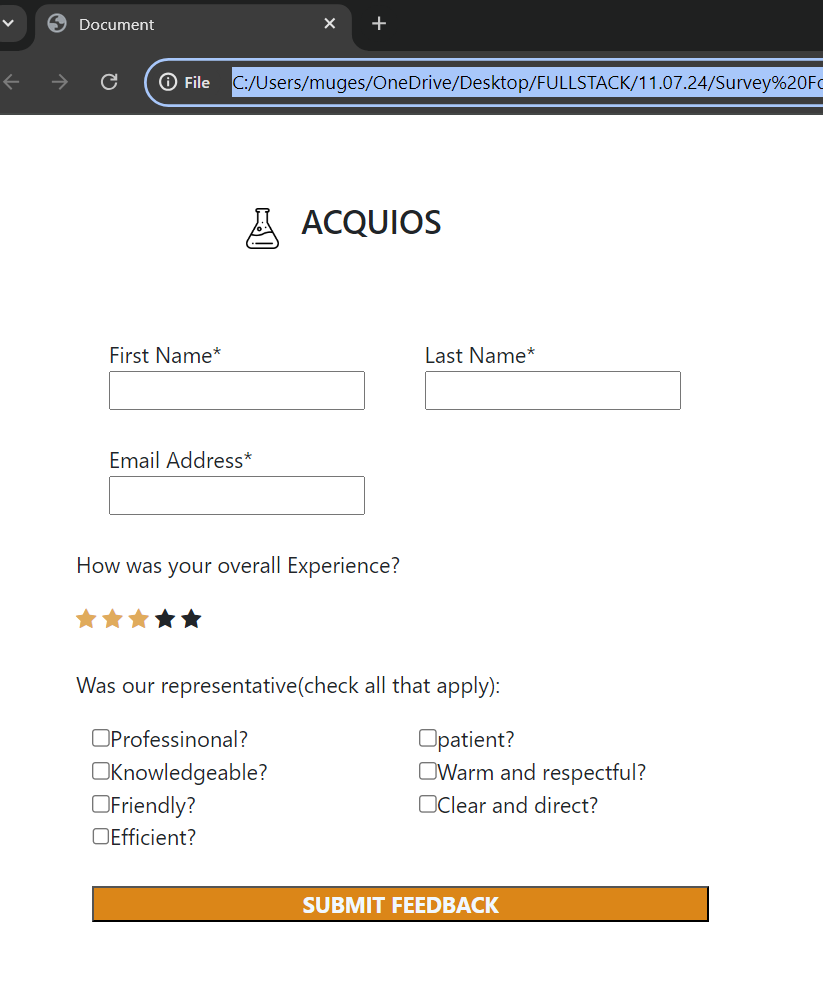 Document
File C:/Users/muges/OneDrive/Desktop/FULLSTACK/11.07.24/Survey%20Fo
ACQUIOS
First Name* Last Name*
Email Address*
How was your overall Experience?
Was our representative(check all that apply):
Professinonal? patient?
Knowledgeable? Warm and respectful?
Friendly? Clear and direct?
Efficient?
SUBMIT FEEDBACK